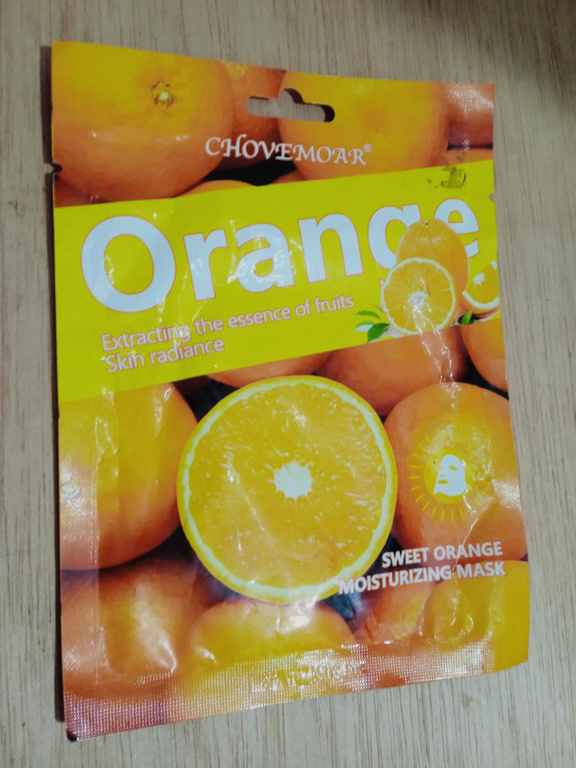 CHOVEMOAR®
Orange
Extracting the essence of fruits
Skin radiance
SWEET ORANGE
MOISTURIZING MASK